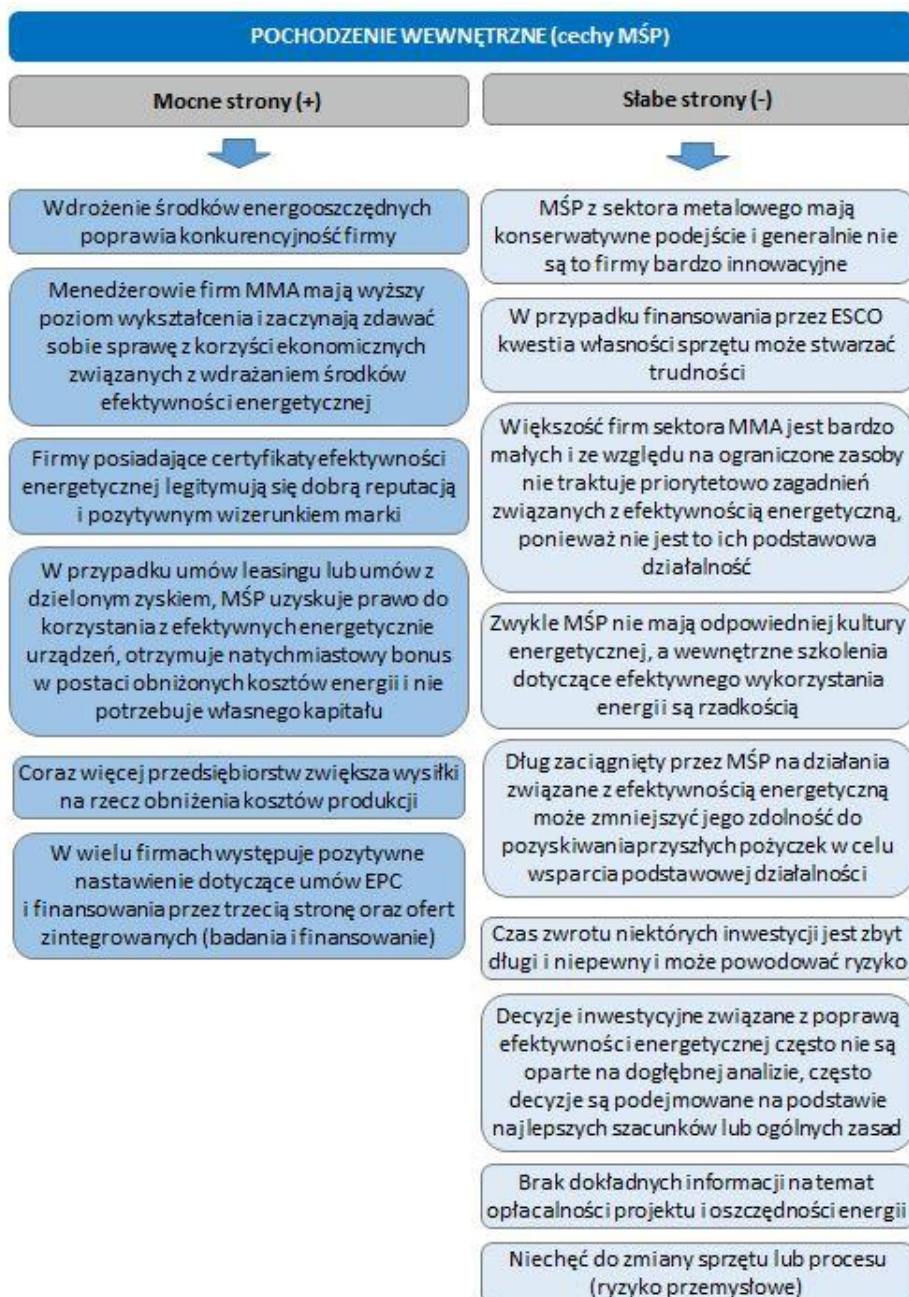 POCHODZENIE WEWNĘTRZNE (cechy MŚP)
Mocne strony (+)
Wdrożenie środków energooszczędnych
poprawia konkurencyjność firmy
Menedżerowie firm MMA mają wyższy
poziom wykształcenia i zaczynają zdawać
sobie sprawę z korzyści ekonomicznych
związanych z wdrażaniem środków
efektywności energetycznej
Firmy posiadające certyfikaty efektywności
energetycznej legitymują się dobrą reputacją
i pozytywnym wizerunkiem marki
W przypadku umów leasingu lub umów z
dzielonym zyskiem, MŚP uzyskuje prawo do
korzystania z efektywnych energetycznie
urządzeń, otrzymuje natychmiastowy bonus
w postaci obniżonych kosztów energii i nie
potrzebuje własnego kapitału
Coraz więcej przedsiębiorstw zwiększa wysiłki
na rzecz obniżenia kosztów produkcji
W wielu firmach występuje pozytywne
nastawienie dotyczące umów EPC
i finansowania przez trzecią stronę oraz ofert
zintegrowanych (badania i finansowanie)
Słabe strony (-)
MŚP z sektora metalowego mają
konserwatywne podejście i generalnie nie
są to firmy bardzo innowacyjne
W przypadku finansowania przez ESCO
kwestia własności sprzętu może stwarzać
trudności
Większość firm sektora MMA jest bardzo
małych i ze względu na ograniczone zasoby
nie traktuje priorytetowo zagadnień
związanych z efektywnością energetyczną,
ponieważ nie jest to ich podstawowa
działalność
Zwykle MŚP nie mają odpowiedniej kultury
energetycznej, a wewnętrzne szkolenia
dotyczące efektywnego wykorzystania
energii są rzadkością
Dług zaciągnięty przez MŚP na działania
związane z efektywnością energetyczną
może zmniejszyć jego zdolność do
pozyskiwania przyszłych pożyczek w celu
wsparcia podstawowej działalności
Czas zwrotu niektórych inwestycji jest zbyt
długi i niepewny i może powodować ryzyko
Decyzje inwestycyjne związane z poprawą
efektywności energetycznej często nie są
oparte na dogłębnej analizie, często
decyzje są podejmowane na podstawie
najlepszych szacunków lub ogólnych zasad
Brak dokładnych informacji na temat
opłacalności projektu i oszczędności energii
Niechęć do zmiany sprzętu lub procesu
(ryzyko przemysłowe)